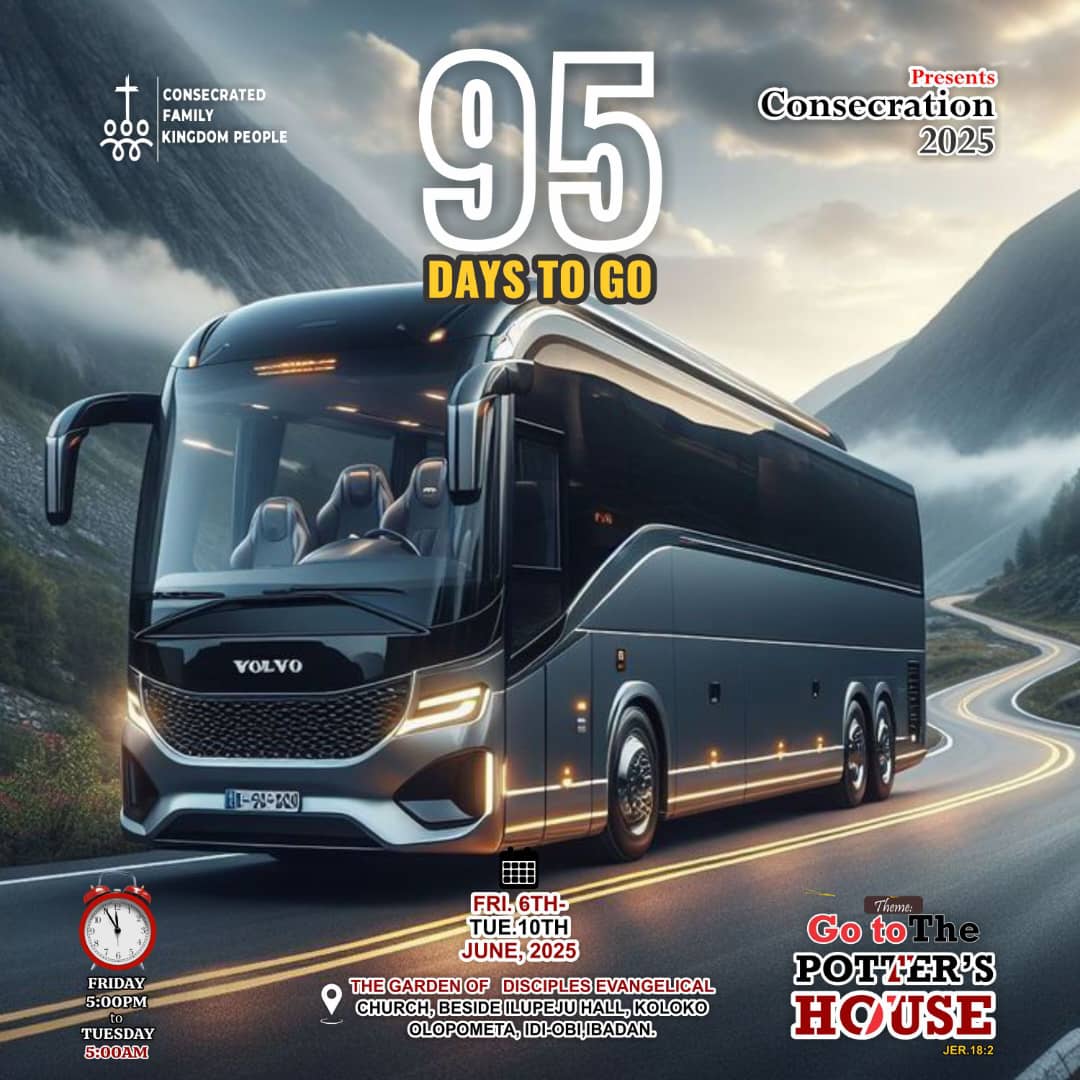 CONSECRATED
FAMILY
KINGDOM PEOPLE
95
DAYS TO GO
Presents
Consecration
2025
VOLVO
FRIDAY
5:00PM
to
TUESDAY
5:00AM
FRI. 6TH-
TUE.10TH
JUNE, 2025
THE GARDEN OF DISCIPLES EVANGELICAL
CHURCH, BESIDE ILUPEJU HALL, KOLOKO
OLOPOMETA, IDI-OBI,IBADAN.
Theme:
Go toThe
POTTER'S
HOUSE
JER.18:2